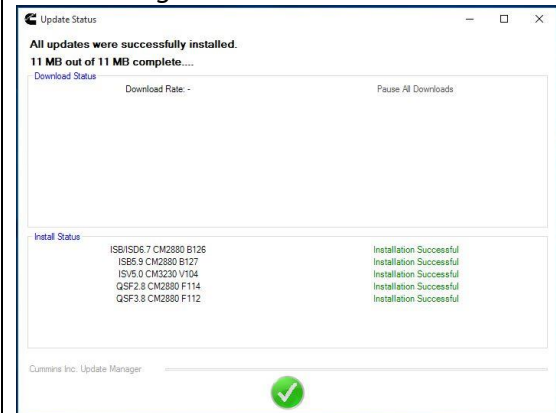 Update Status
All updates were successfully installed.
11 MB out of 11 MB complete....
Download Status
Download Rate: - Pause All Downloads
Install Status
ISB/ISD6.7 CM2880 B126 Installation Successful
ISB5.9 CM2880 B127 Installation Successful
ISV5.0 CM3230 V104 Installation Successful
QSF2.8 CM2880 F114 Installation Successful
QSF3.8 CM2880 F112 Installation Successful
Cummins Inc. Update Manager